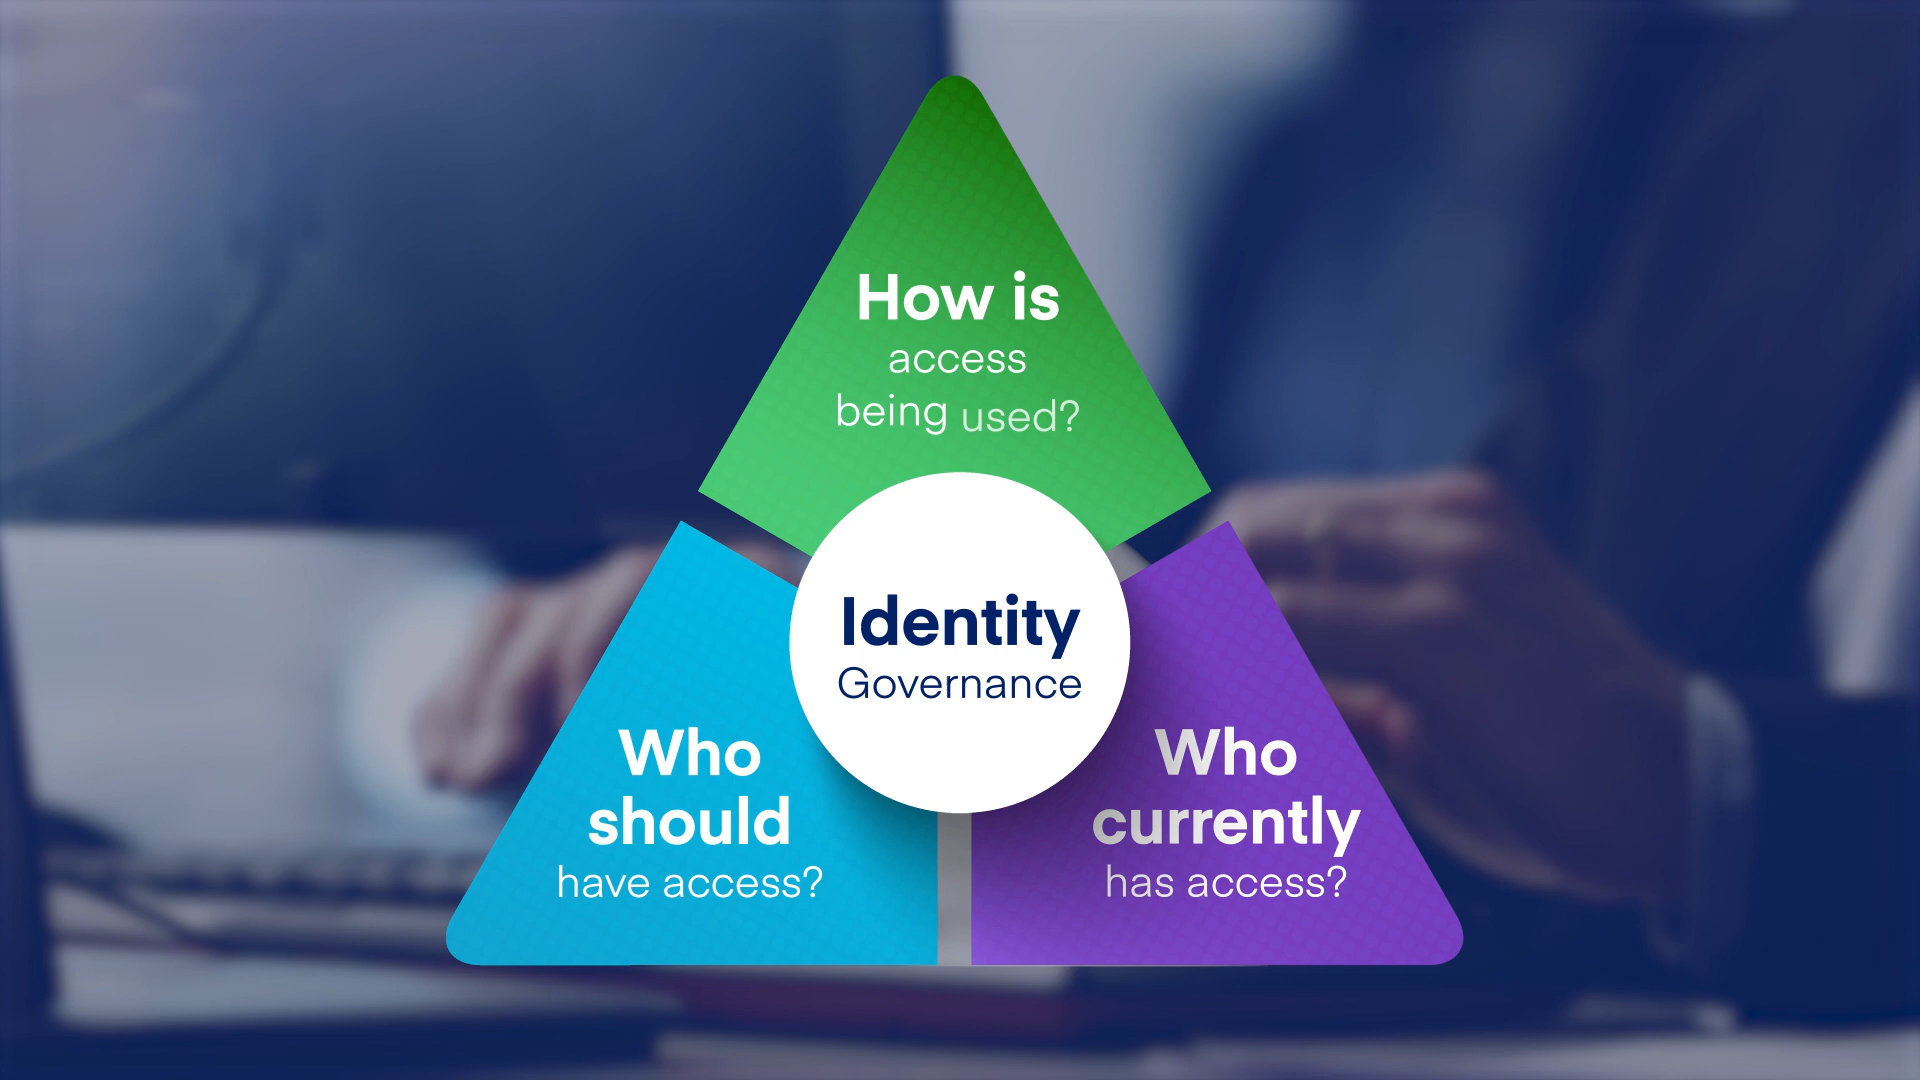 How is
access
being used?
Identity
Governance
Who
should
have access?
Who
currently
has access?